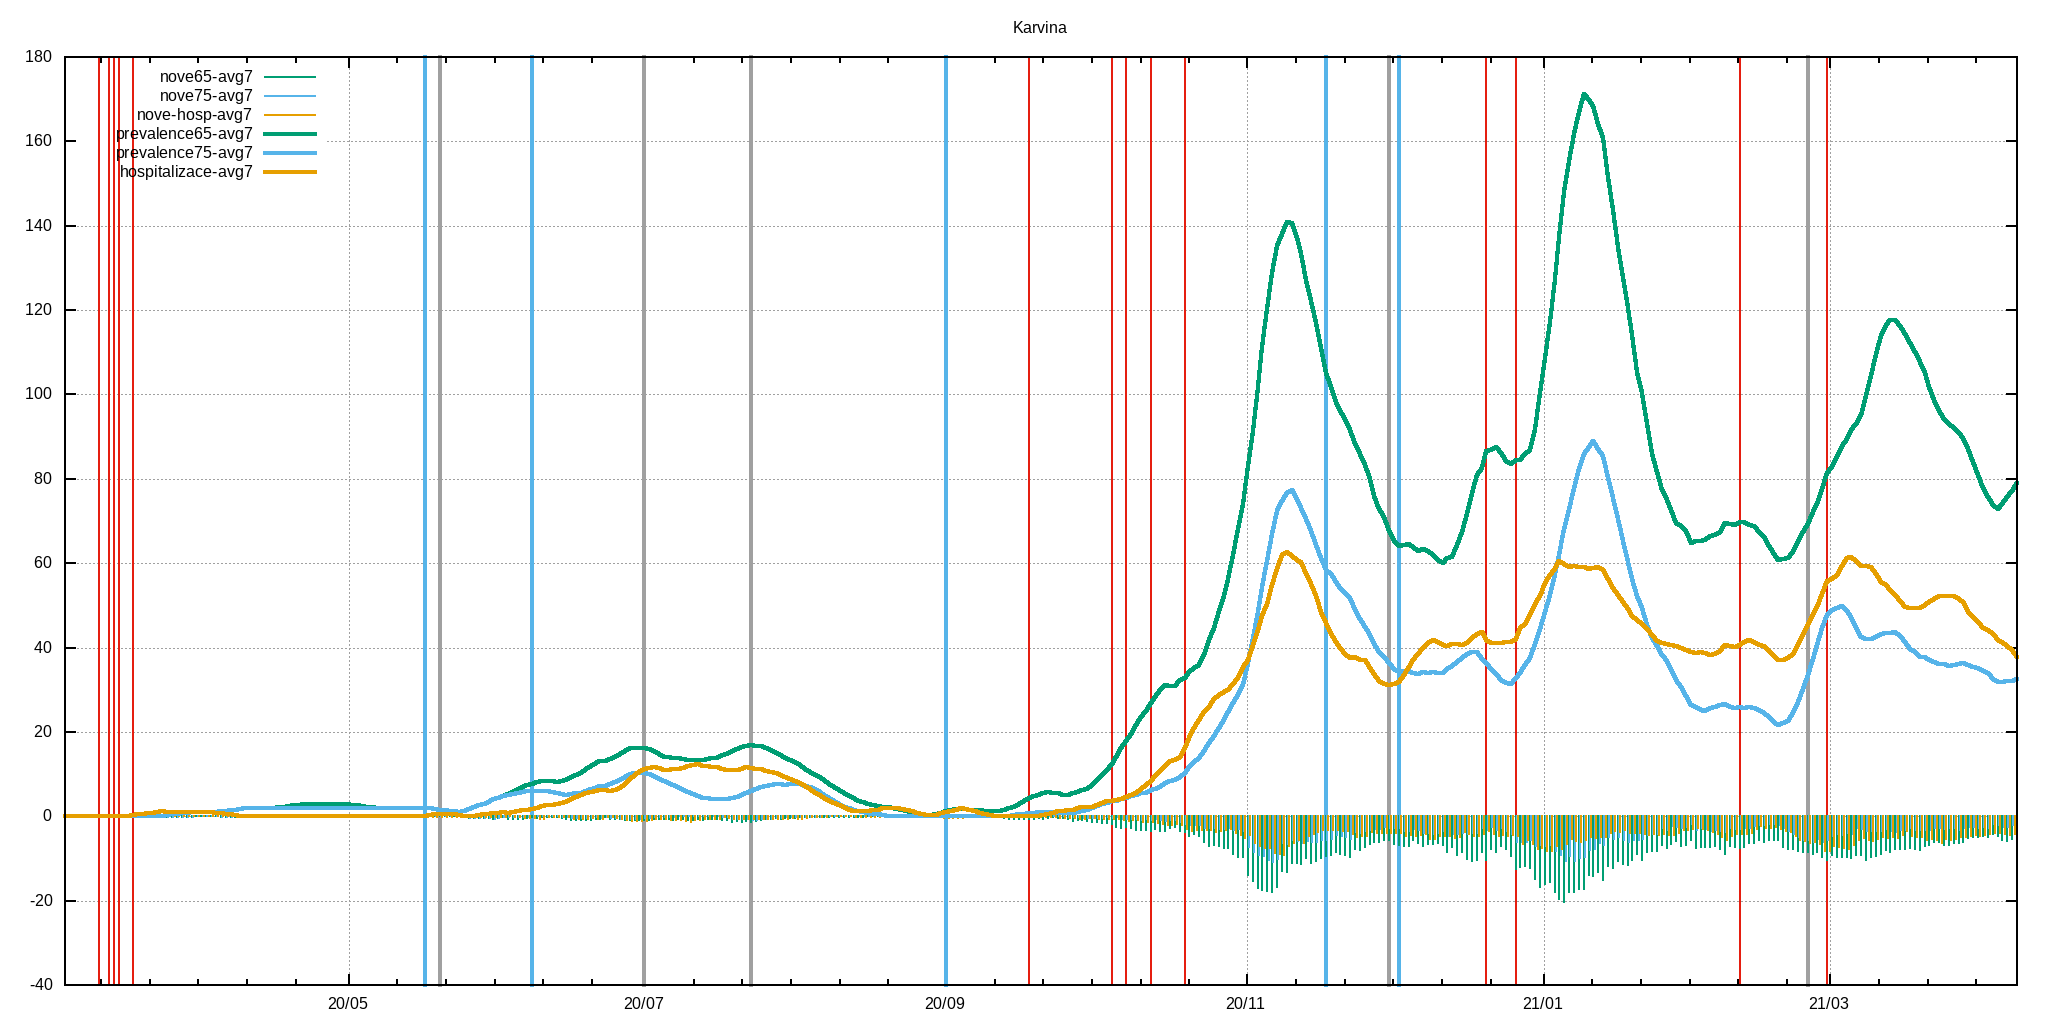 Karvina
nove65-avg7
nove75-avg7
nove-hosp-avg7
prevalence65-avg7
prevalence75-avg7
hospitalizace-avg7
180
160
140
120
100
80
60
40
20
0
-20
-40
20/05 20/07 20/09 20/11 21/01 21/03